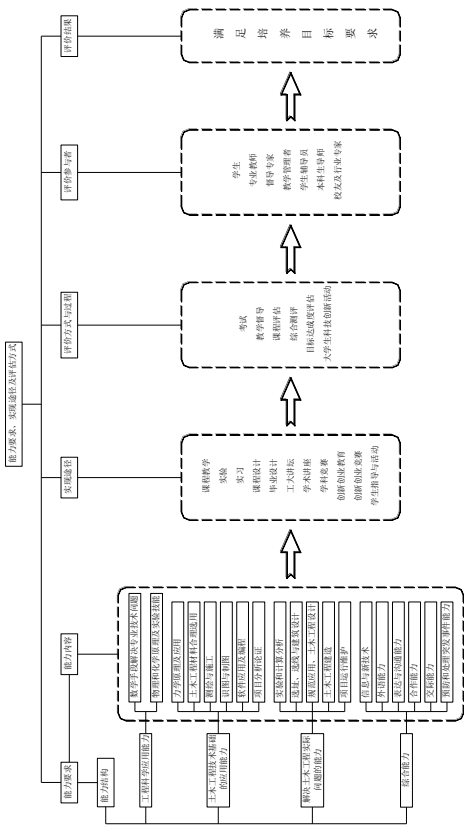 能力要求、实现途径及评估方式
能力要求
能力内容
实现途径
评价方式与过程
评价参与者
评价结果
能力结构
工程科学应用能力
土木工程技术基础
的应用能力
解决土木工程实际
问题的能力
综合能力
数学手段解决专业技术问题
物理和化学原理及实验技能
力学原理及应用
土木工程材料合理选用
测绘与施工
识图与制图
软件应用及编程
项目分析论证
实验和计算分析
选址、选线与建筑设计
规范应用、土木工程设计
土木工程建造
项目运行维护
信息与新技术
外语能力
表达与沟通能力
合作能力
交际能力
预防和处理突发事件能力
课程教学
实验
实习
课程设计
毕业设计
工大讲坛
学术讲座
学科竞赛
创新创业教育
创新创业竞赛
学生指导与活动
考试
教学督导
课程评估
综合测评
目标达成度评估
大学生科技创新活动
学生
专业教师
督导专家
教学管理者
学生辅导员
本科生导师
校友及行业专家
满足培养目标要求